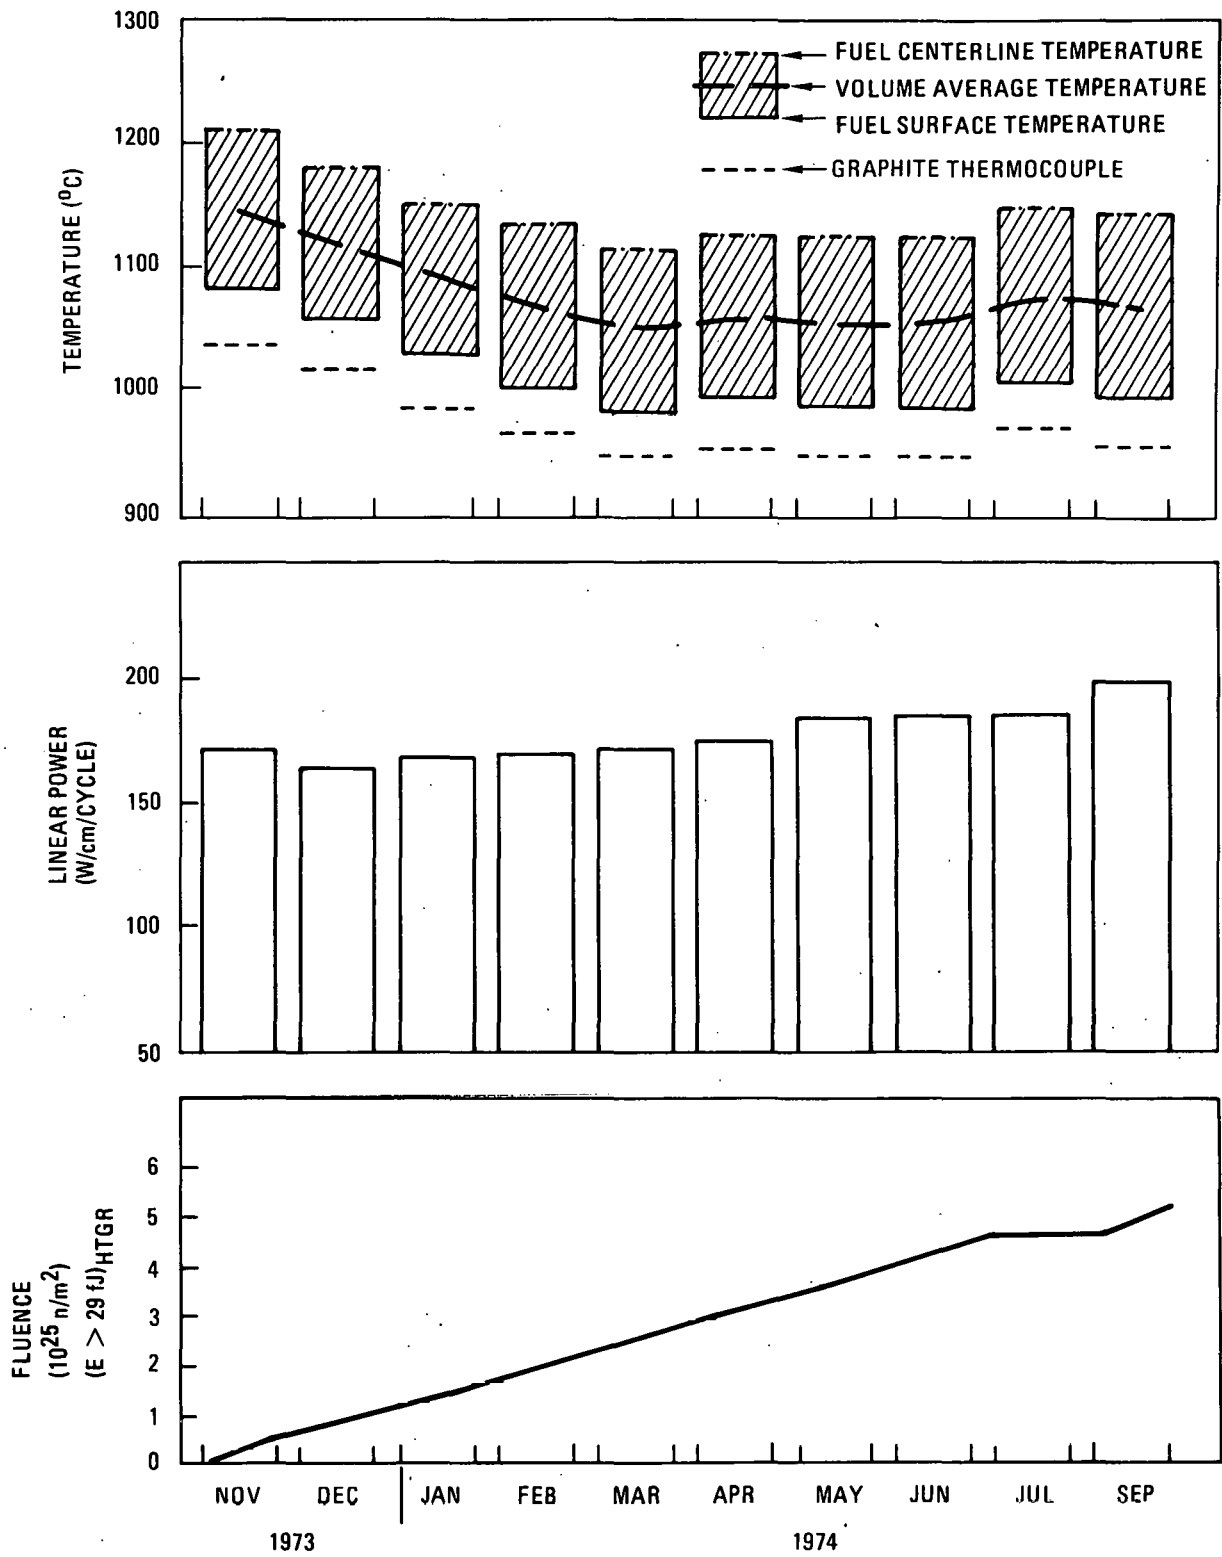 1300
1200
1100
1000
900
TEMPERATURE (°C)
FUEL CENTERLINE TEMPERATURE
VOLUME AVERAGE TEMPERATURE
FUEL SURFACE TEMPERATURE
GRAPHITE THERMOCOUPLE
200
150
100
50
LINEAR POWER
(W/cm/CYCLE)
6
5
4
3
2
1
0
FLUENCE
(10²⁵ n/m²)
(E > 29 fJ)HTGR
NOV DEC JAN FEB MAR APR MAY JUN JUL SEP
1973 1974